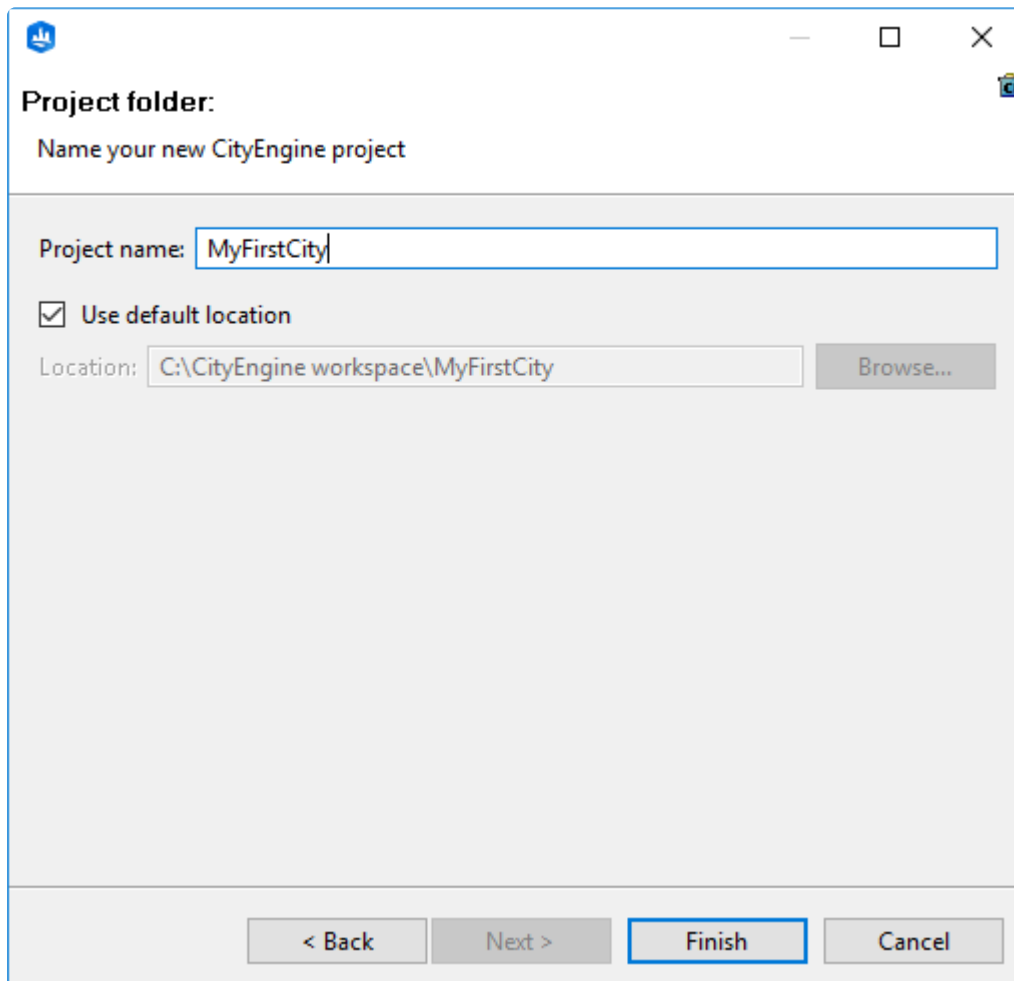 Project folder:
Name your new CityEngine project
Project name: MyFirstCity
Use default location
Location: C:\CityEngine workspace\MyFirstCity Browse...
< Back Next > Finish Cancel